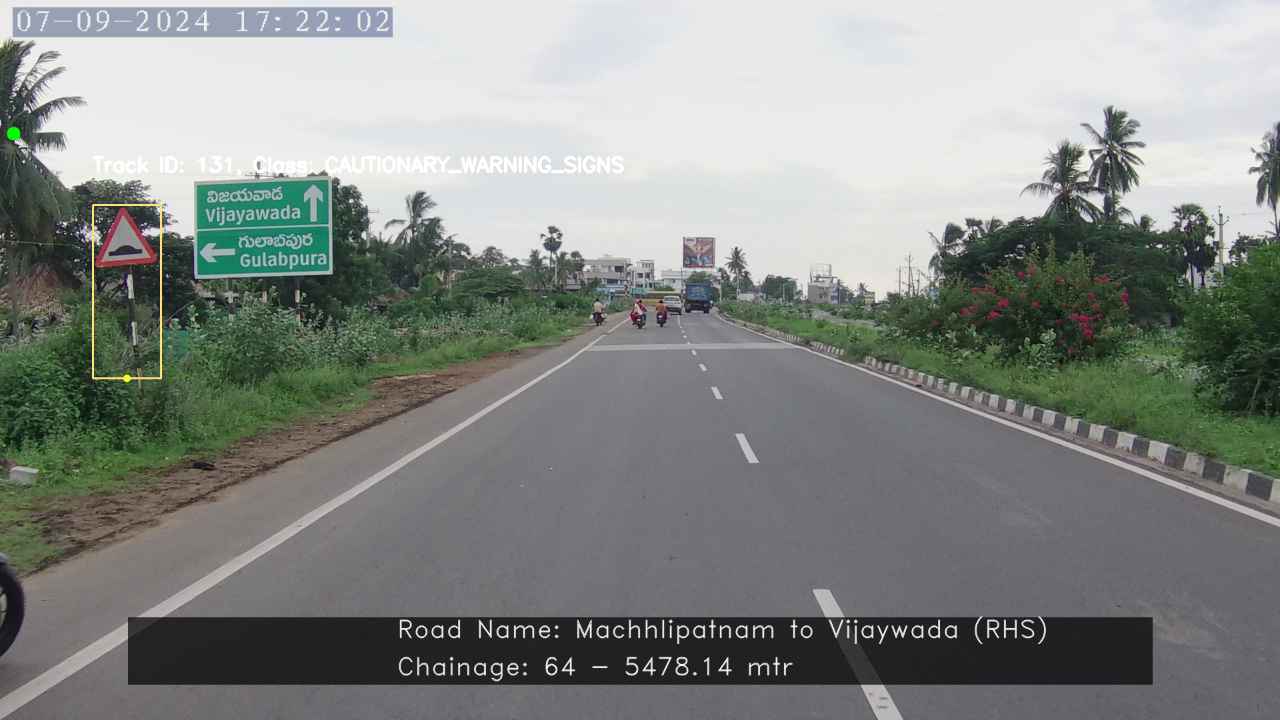 07-09-2024 17:22:02
Track ID: 131, Class: CAUTIONARY_WARNING_SIGNS
విజయవాడ
Vijayawada
గులాబీపుర
Gulabpura
Road Name: Machhlipatnam to Vijaywada (RHS)
Chainage: 64 - 5478.14 mtr